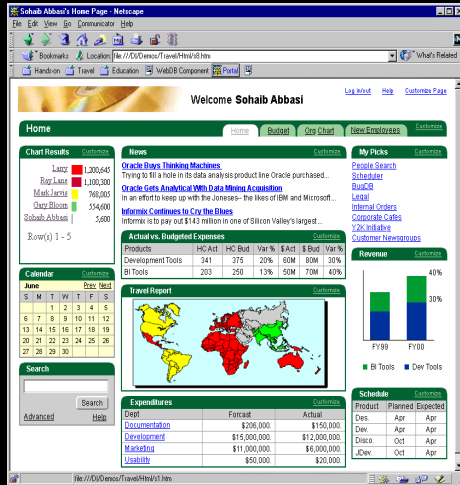 Sohaib Abbasi's Home Page - Netscape
File Edit View Go Communicator Help
Bookmarks Location: file:///D|/Demos/Travel/Html/s8.htm What's Related
Hands-on Travel Education WebDB Component Portal
Log in/out Help Customize Page
Welcome Sohaib Abbasi
Home Home Budget Org Chart New Employees Customize
Chart Results Customize
Larry 1,200,645
Ray Lane 1,100,300
Mark Jarvis 768,005
Gary Bloom 554,600
Sohaib Abbasi 5,600
Row(s) 1 - 5
Calendar Customize
June Prev Next
S M T W T F S
1 2 3 4 5
6 7 8 9 10 11 12
13 14 15 16 17 18 19
20 21 22 23 24 25 26
27 28 29 30
Search
Search
Advanced Help
News Customize
Oracle Buys Thinking Machines
Trying to fill a hole in its data analysis product line Oracle purchased...
Oracle Gets Analytical With Data Mining Acquisition
In an effort to keep up with the Joneses-- the likes of IBM and Microsoft...
Informix Continues to Cry the Blues
Informix is to pay out $143 million in one of Silicon Valley's largest...
Actual vs. Budgeted Expenses Customize
Products HC Act HC Bud Var % $ Act $ Bud Var %
Development Tools 341 375 20% 60M 80M 30%
BI Tools 203 250 13% 50M 70M 40%
Travel Report Customize
Expenditures Customize
Dept Forcast Actual
Documentation $206,000. $150,000.
Development $15,000,000. $12,000,000.
Marketing $11,000,000. $6,000,000.
Usability $50,000. $20,000.
My Picks Customize
People Search
Scheduler
BugDB
Legal
Internal Orders
Corporate Cafes
Y2K Initiative
Customer Newsgroups
Revenue Customize
40%
30%
FY99 FY00
BI Tools Dev Tools
Schedule Customize
Product Planned Expected
Des. Apr Apr
Dev. Apr Apr
Disco. Oct Apr
JDev. Oct Apr
file:///D|/Demos/Travel/Html/s1.htm